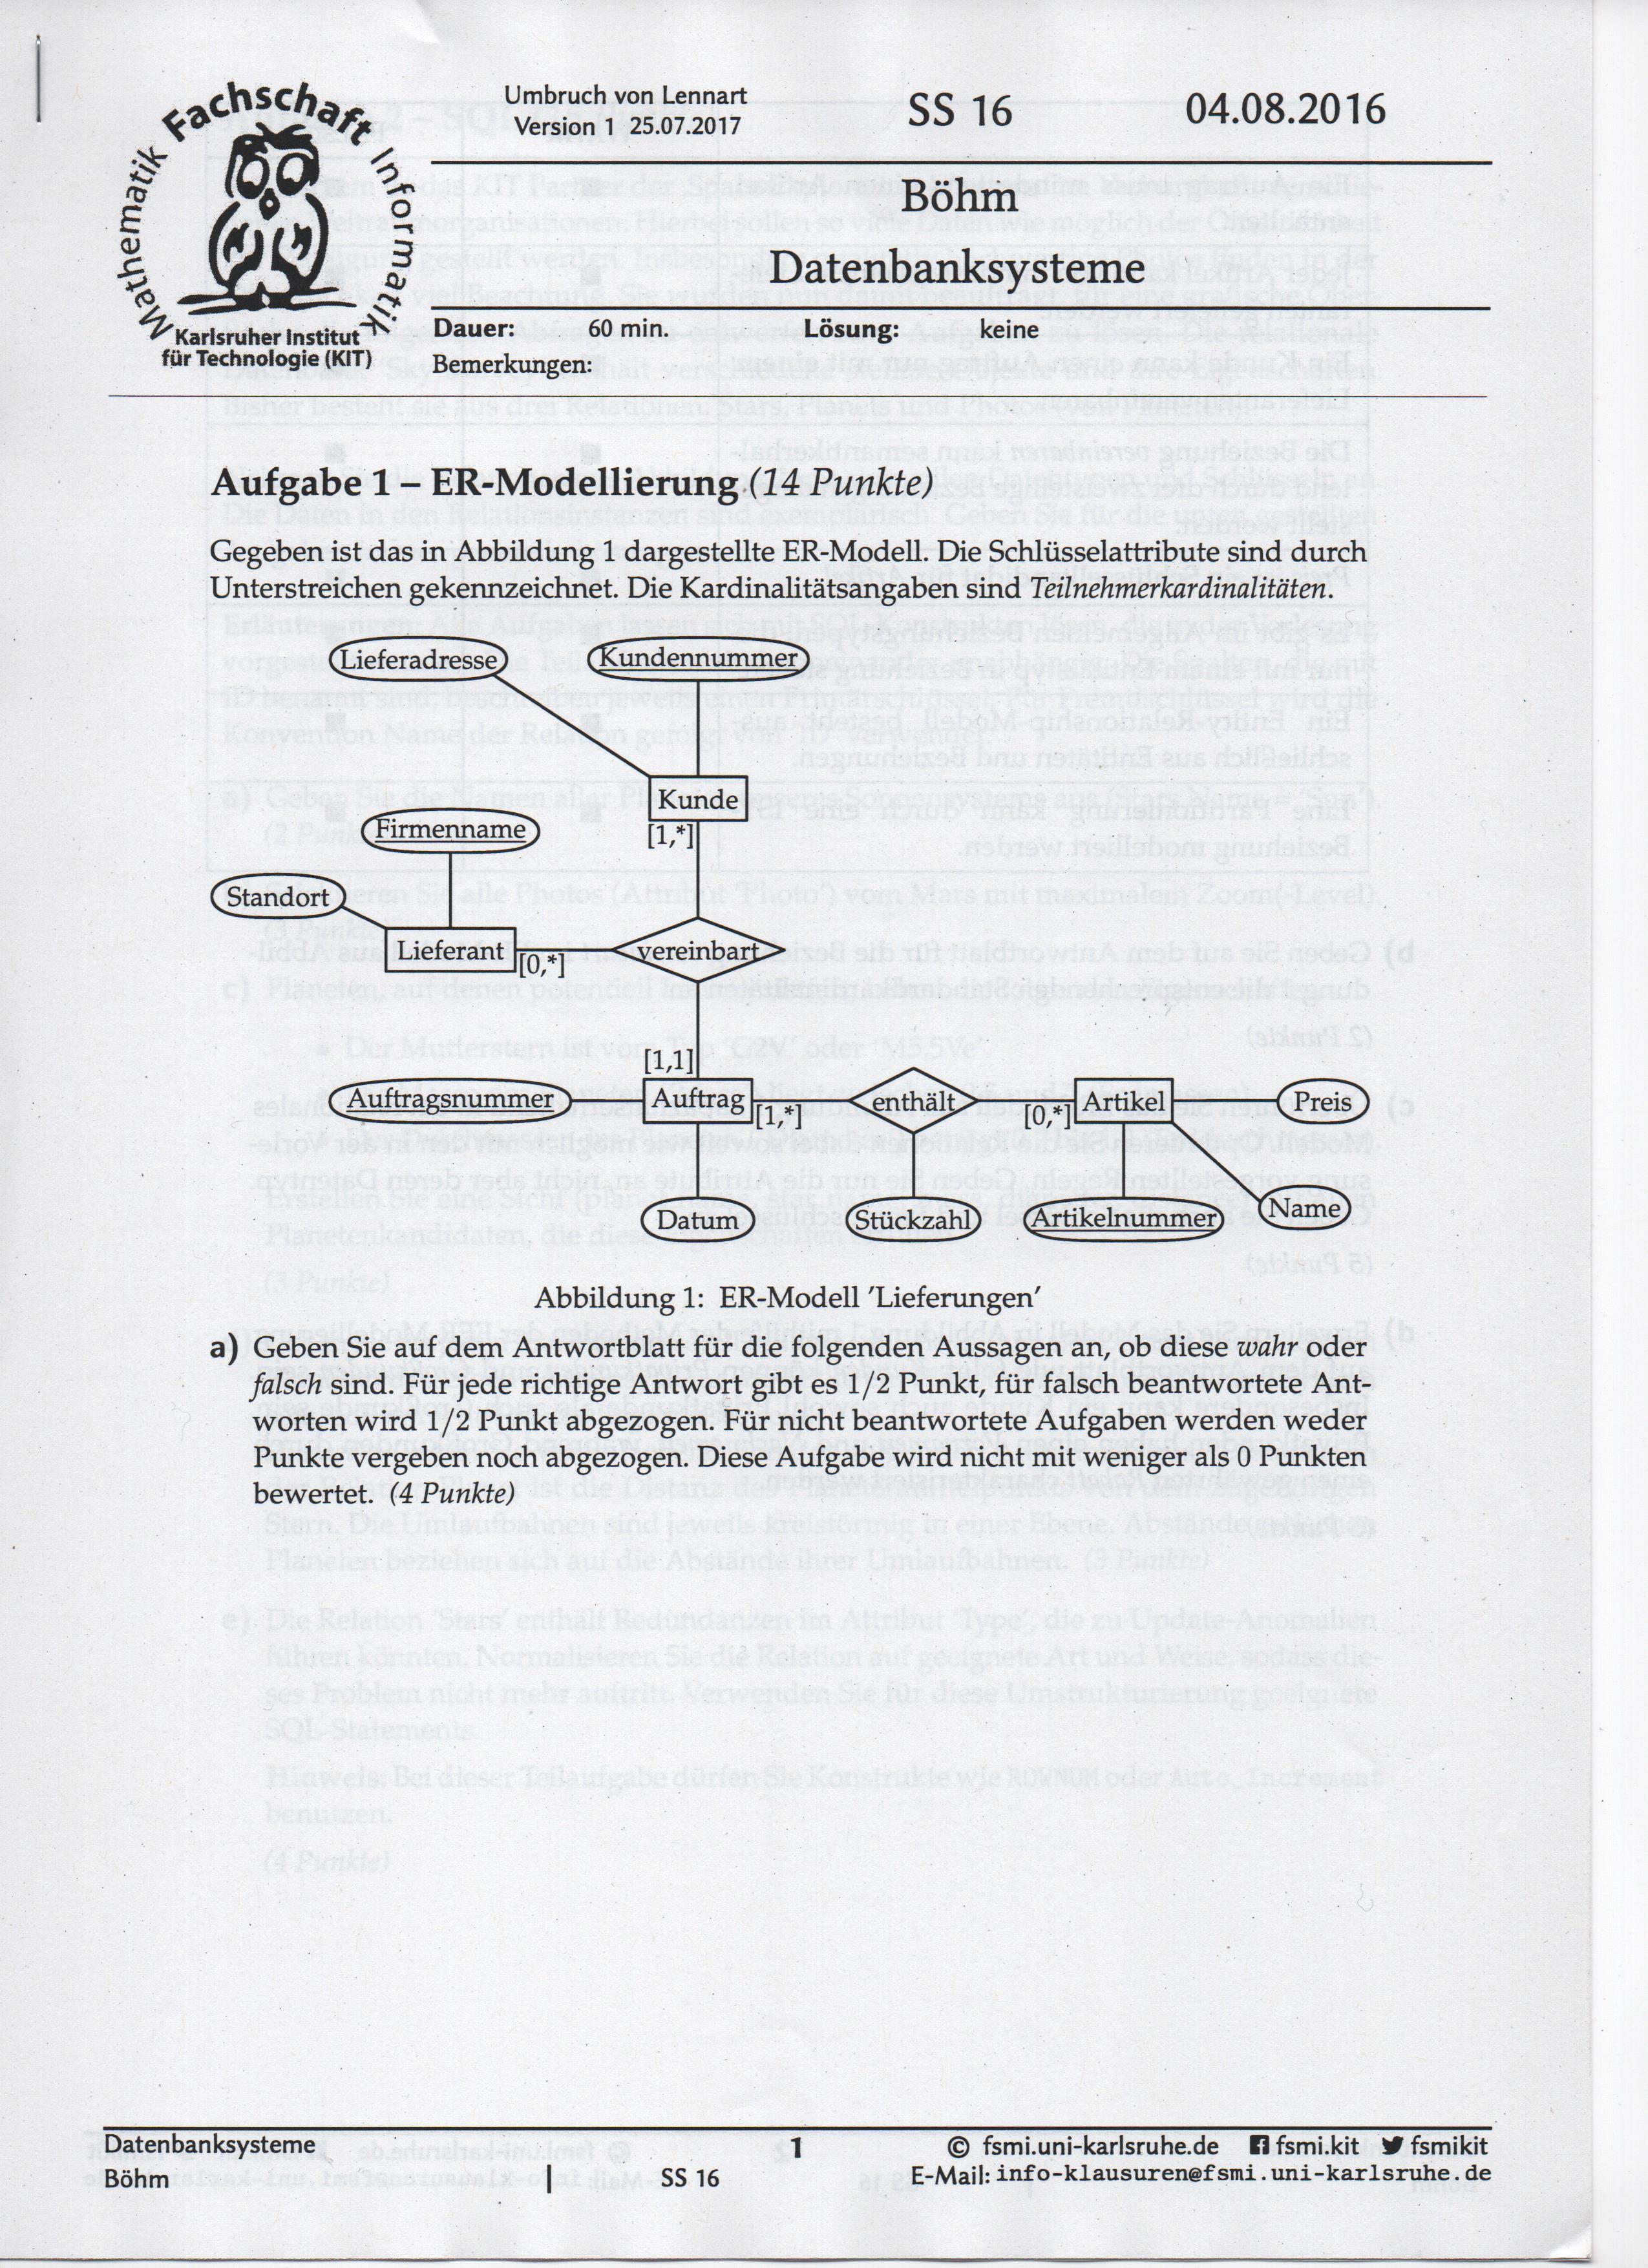 Mathematik Fachschaft Informatik
Karlsruher Institut
für Technologie (KIT)
Umbruch von Lennart
Version 1 25.07.2017
SS 16
04.08.2016
Böhm
Datenbanksysteme
Dauer: 60 min. Lösung: keine
Bemerkungen:
Aufgabe 1 – ER-Modellierung (14 Punkte)
Gegeben ist das in Abbildung 1 dargestellte ER-Modell. Die Schlüsselattribute sind durch
Unterstreichen gekennzeichnet. Die Kardinalitätsangaben sind Teilnehmerkardinalitäten.
Lieferadresse
Kundennummer
Kunde
[1,*]
Firmenname
Standort
Lieferant
[0,*]
vereinbart
[1,1]
Auftragsnummer
Auftrag
[1,*]
enthält
[0,*]
Artikel
Preis
Datum
Stückzahl
Artikelnummer
Name
Abbildung 1: ER-Modell 'Lieferungen'
a) Geben Sie auf dem Antwortblatt für die folgenden Aussagen an, ob diese wahr oder
falsch sind. Für jede richtige Antwort gibt es 1/2 Punkt, für falsch beantwortete Ant-
worten wird 1/2 Punkt abgezogen. Für nicht beantwortete Aufgaben werden weder
Punkte vergeben noch abgezogen. Diese Aufgabe wird nicht mit weniger als 0 Punkten
bewertet. (4 Punkte)
Datenbanksysteme
Böhm
1
SS 16
© fsmi.uni-karlsruhe.de fsmi.kit fsmikit
E-Mail: info-klausuren@fsmi.uni-karlsruhe.de